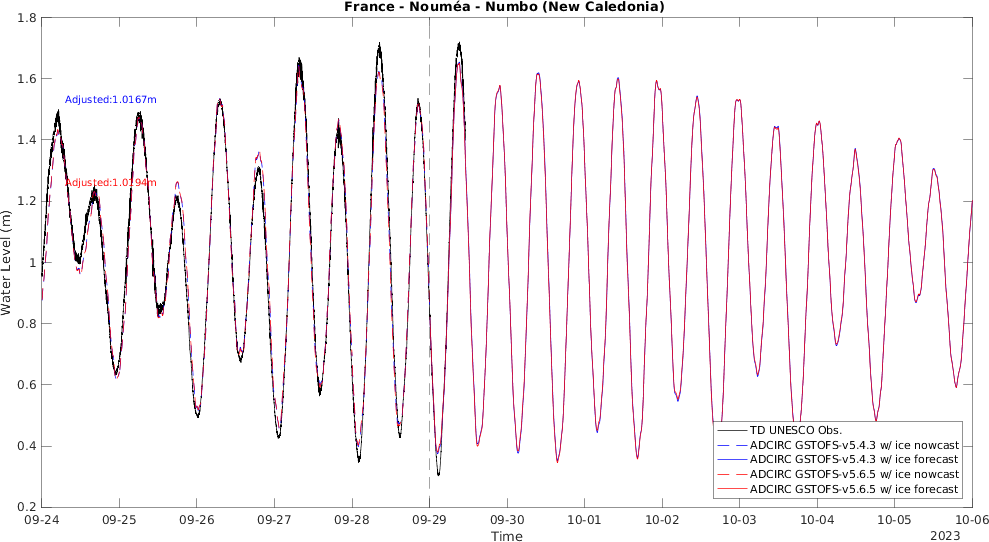 France - Nouméa - Numbo (New Caledonia)
Water Level (m)
1.8
1.6
1.4
1.2
1
0.8
0.6
0.4
0.2
Adjusted:1.0167m
Adjusted:1.0194m
TD UNESCO Obs.
ADCIRC GSTOFS-v5.4.3 w/ ice nowcast
ADCIRC GSTOFS-v5.4.3 w/ ice forecast
ADCIRC GSTOFS-v5.6.5 w/ ice nowcast
ADCIRC GSTOFS-v5.6.5 w/ ice forecast
09-24 09-25 09-26 09-27 09-28 09-29 09-30 10-01 10-02 10-03 10-04 10-05 10-06
Time
2023